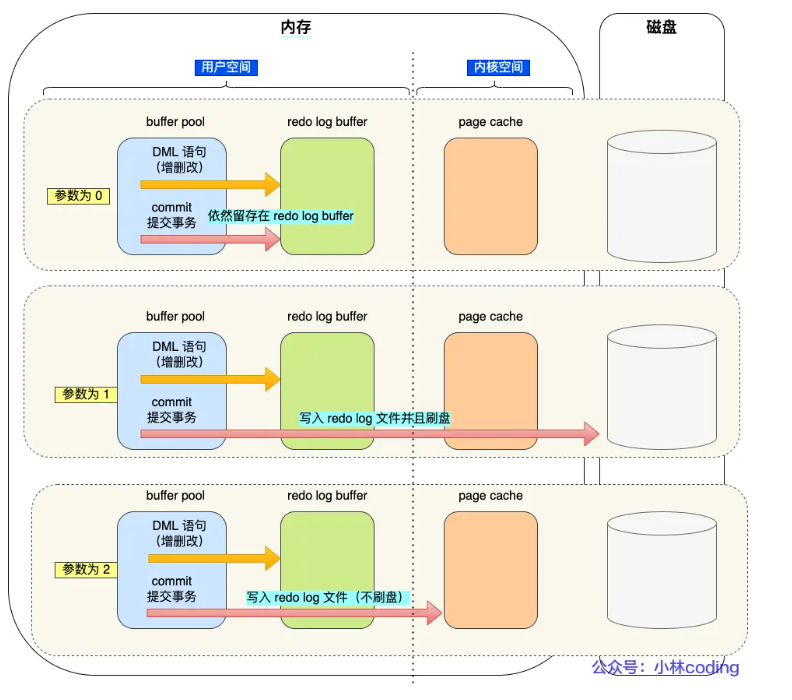 内存
磁盘
用户空间
内核空间
buffer pool
redo log buffer
page cache
DML 语句
(增删改)
参数为 0
commit
提交事务
依然留存在 redo log buffer
buffer pool
redo log buffer
page cache
DML 语句
(增删改)
参数为 1
commit
提交事务
写入 redo log 文件并且刷盘
buffer pool
redo log buffer
page cache
DML 语句
(增删改)
参数为 2
commit
提交事务
写入 redo log 文件（不刷盘）
公众号：小林coding